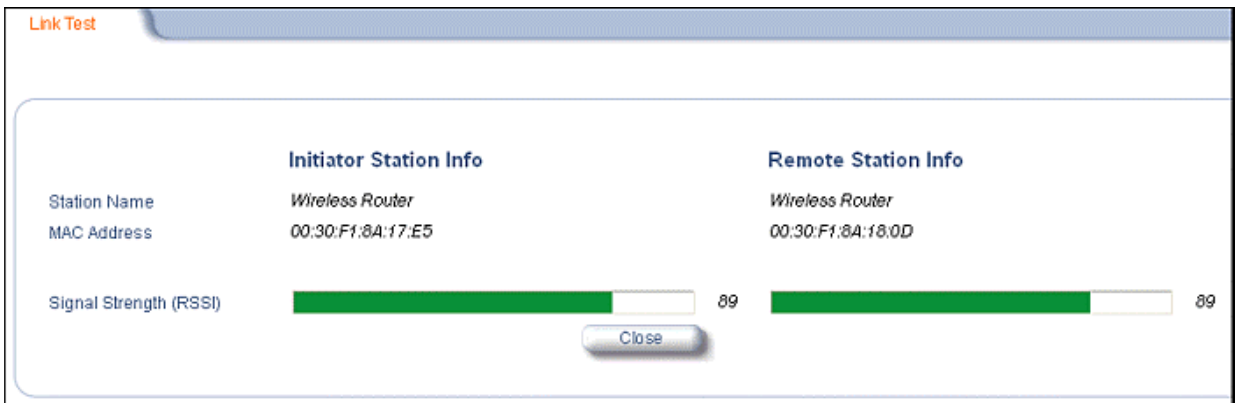 Link Test
Initiator Station Info Remote Station Info
Station Name Wireless Router Wireless Router
MAC Address 00:30:F1:8A:17:E5 00:30:F1:8A:18:0D
Signal Strength (RSSI) 89 89
Close